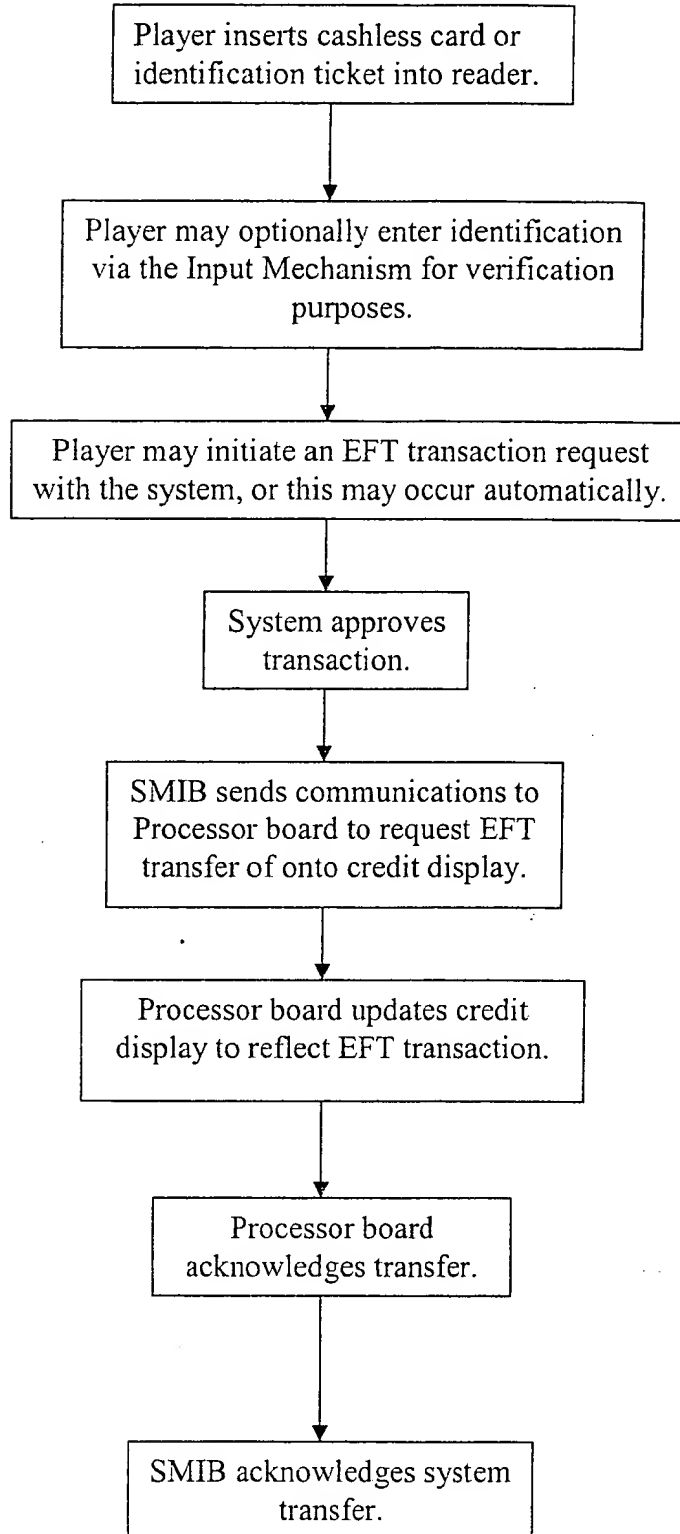 Player inserts cashless card or
identification ticket into reader.
Player may optionally enter identification
via the Input Mechanism for verification
purposes.
Player may initiate an EFT transaction request
with the system, or this may occur automatically.
System approves
transaction.
SMIB sends communications to
Processor board to request EFT
transfer of onto credit display.
Processor board updates credit
display to reflect EFT transaction.
Processor board
acknowledges transfer.
SMIB acknowledges system
transfer.